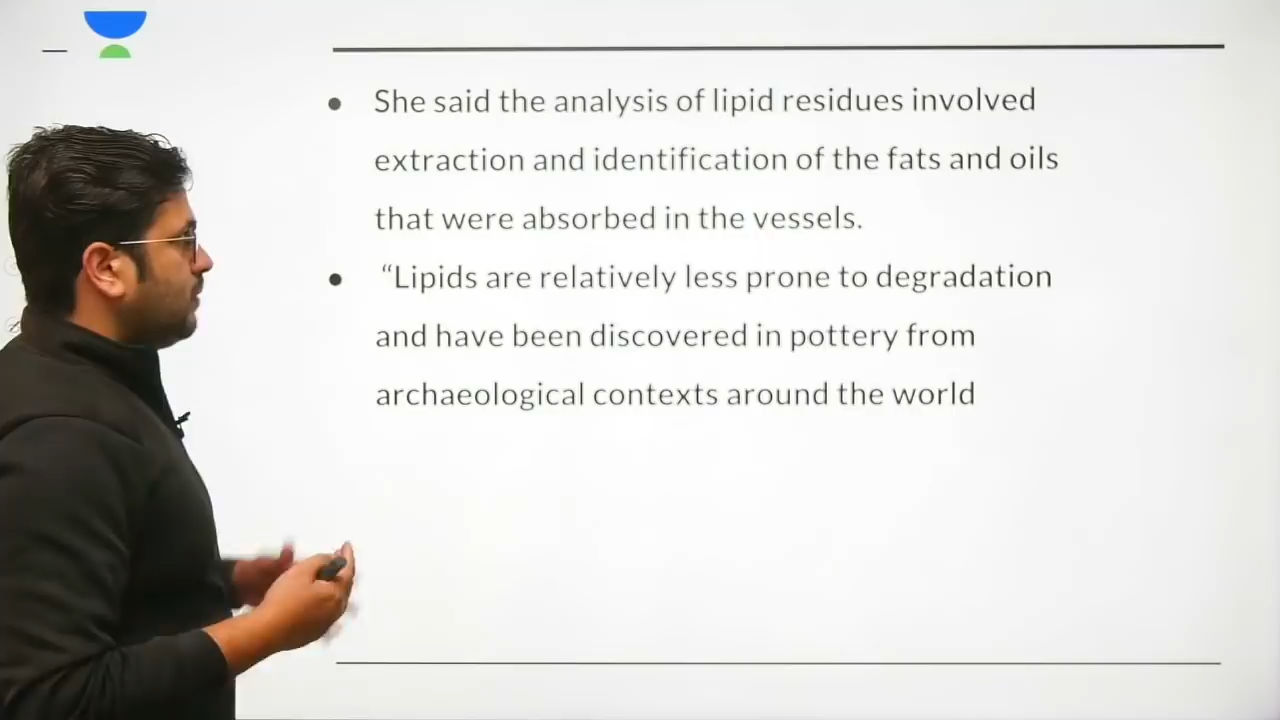 She said the analysis of lipid residues involved
extraction and identification of the fats and oils
that were absorbed in the vessels.
“Lipids are relatively less prone to degradation
and have been discovered in pottery from
archaeological contexts around the world